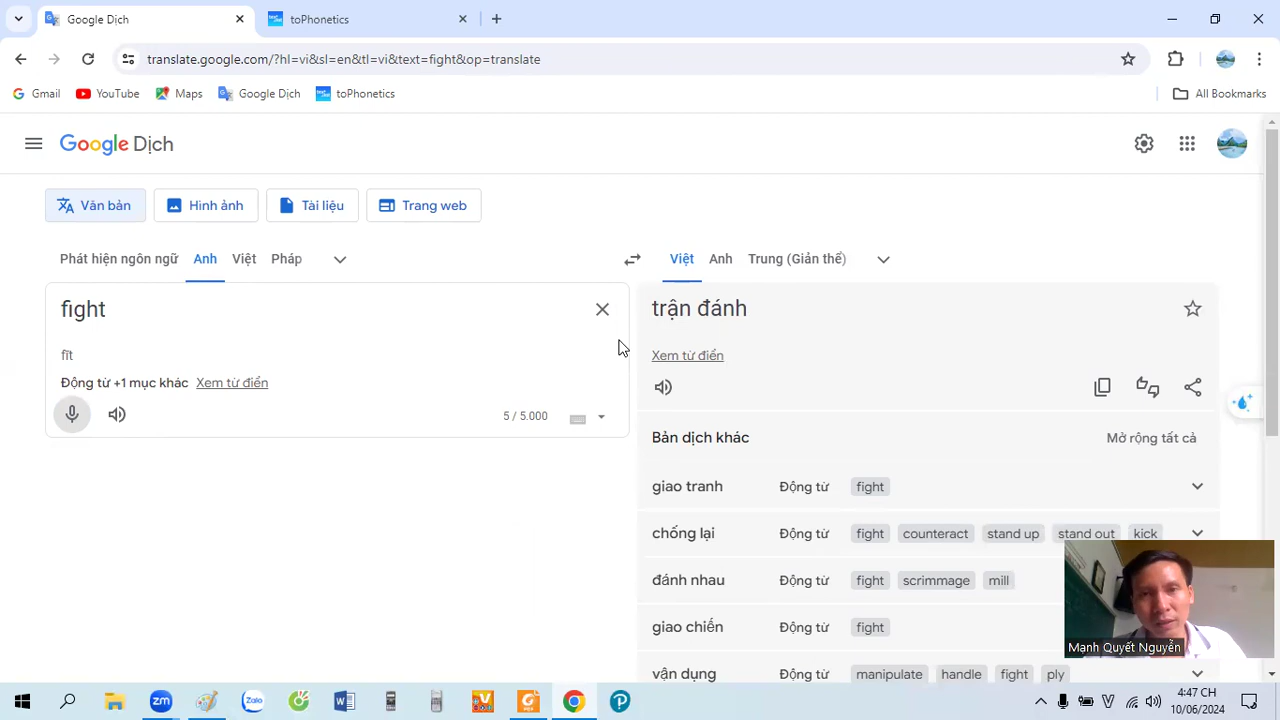 Google Dịch
toPhonetics
translate.google.com/?hl=vi&sl=en&tl=vi&text=fight&op=translate
Gmail YouTube Maps Google Dịch toPhonetics All Bookmarks
Google Dịch
Văn bản Hình ảnh Tài liệu Trang web
Phát hiện ngôn ngữ Anh Việt Pháp
Việt Anh Trung (Giản thể)
fight
fīt
Động từ +1 mục khác Xem từ điển
5 / 5.000
trận đánh
Xem từ điển
Bản dịch khác Mở rộng tất cả
giao tranh Động từ fight
chống lại Động từ fight counteract stand up stand out kick
đánh nhau Động từ fight scrimmage mill
giao chiến Động từ fight
vận dụng Động từ manipulate handle fight ply
Mạnh Quyết Nguyễn
zm Zalo
4:47 CH
10/06/2024